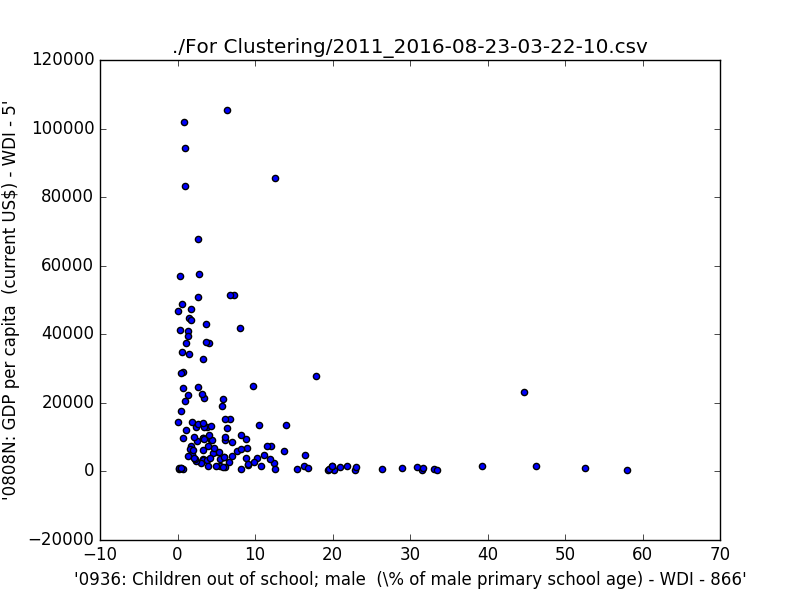 ./For Clustering/2011_2016-08-23-03-22-10.csv
120000
100000
80000
60000
40000
20000
0
−20000
'0808N: GDP per capita  (current US$) - WDI - 5'
−10 0 10 20 30 40 50 60 70
'0936: Children out of school; male  (\% of male primary school age) - WDI - 866'